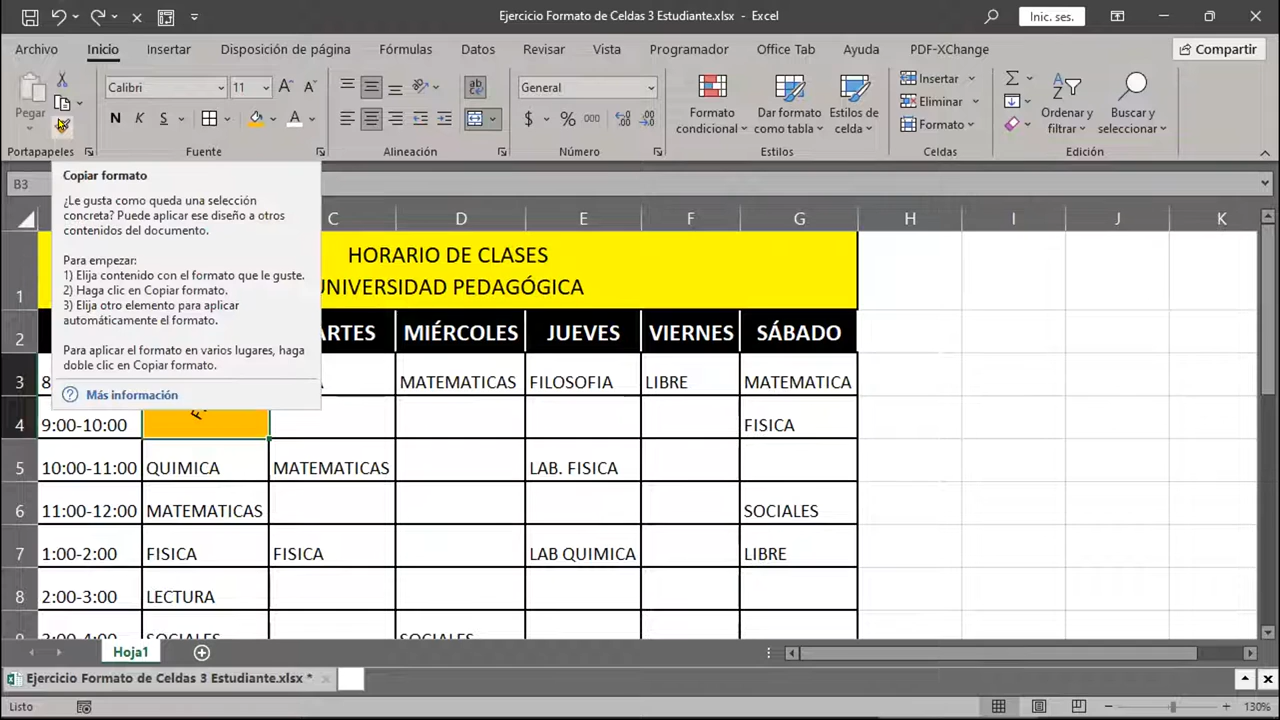 Ejercicio Formato de Celdas 3 Estudiante.xlsx - Excel
Inic. ses.
Archivo Inicio Insertar Disposición de página Fórmulas Datos Revisar Vista Programador Office Tab Ayuda PDF-XChange Compartir
Pegar
Calibri 11
General
N K S
A
$ % 000
Formato condicional
Dar formato como tabla
Estilos de celda
Insertar
Eliminar
Formato
Ordenar y filtrar
Buscar y seleccionar
Portapapeles Fuente Alineación Número Estilos Celdas Edición
B3
Copiar formato
¿Le gusta como queda una selección
concreta? Puede aplicar ese diseño a otros
contenidos del documento.
Para empezar:
1) Elija contenido con el formato que le guste.
2) Haga clic en Copiar formato.
3) Elija otro elemento para aplicar
automáticamente el formato.
Para aplicar el formato en varios lugares, haga
doble clic en Copiar formato.
Más información
C D E F G H I J K
1 HORARIO DE CLASES
UNIVERSIDAD PEDAGÓGICA
2 ARTES MIÉRCOLES JUEVES VIERNES SÁBADO
3 8 MATEMATICAS FILOSOFIA LIBRE MATEMATICA
4 9:00-10:00 FISICA
5 10:00-11:00 QUIMICA MATEMATICAS LAB. FISICA
6 11:00-12:00 MATEMATICAS SOCIALES
7 1:00-2:00 FISICA FISICA LAB QUIMICA LIBRE
8 2:00-3:00 LECTURA
9 3:00-4:00 SOCIALES SOCIALES
Hoja1
Ejercicio Formato de Celdas 3 Estudiante.xlsx *
Listo 130%